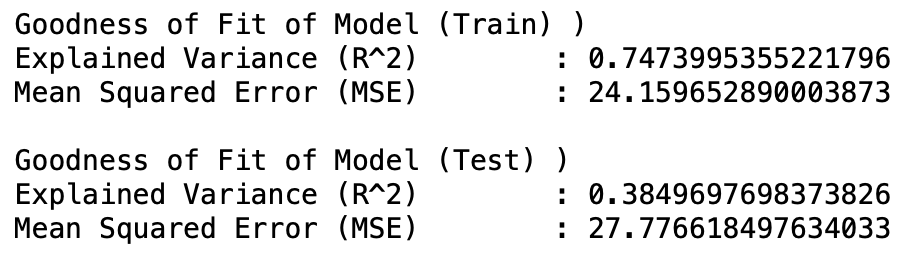 Goodness of Fit of Model (Train) )
Explained Variance (R^2) : 0.7473995355221796
Mean Squared Error (MSE) : 24.159652890003873
Goodness of Fit of Model (Test) )
Explained Variance (R^2) : 0.3849697698373826
Mean Squared Error (MSE) : 27.776618497634033